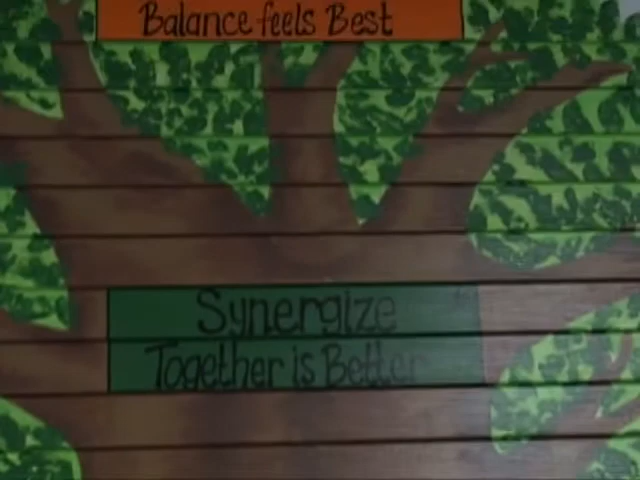 Balance feels Best
Synergize
Together is Better